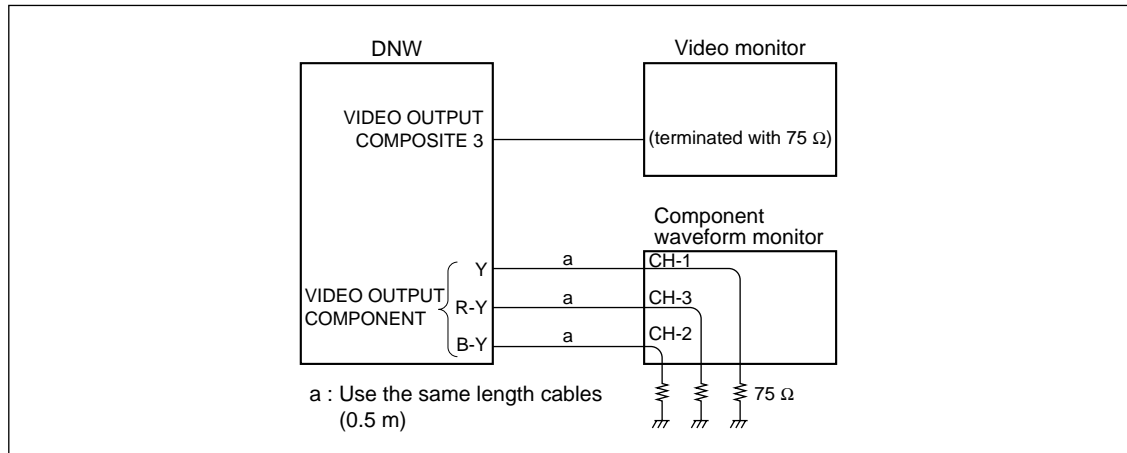 DNW
Video monitor
VIDEO OUTPUT
COMPOSITE 3
(terminated with 75 Ω)
Component
waveform monitor
Y
a
CH-1
VIDEO OUTPUT
COMPONENT
R-Y
a
CH-3
B-Y
a
CH-2
75 Ω
a : Use the same length cables
(0.5 m)